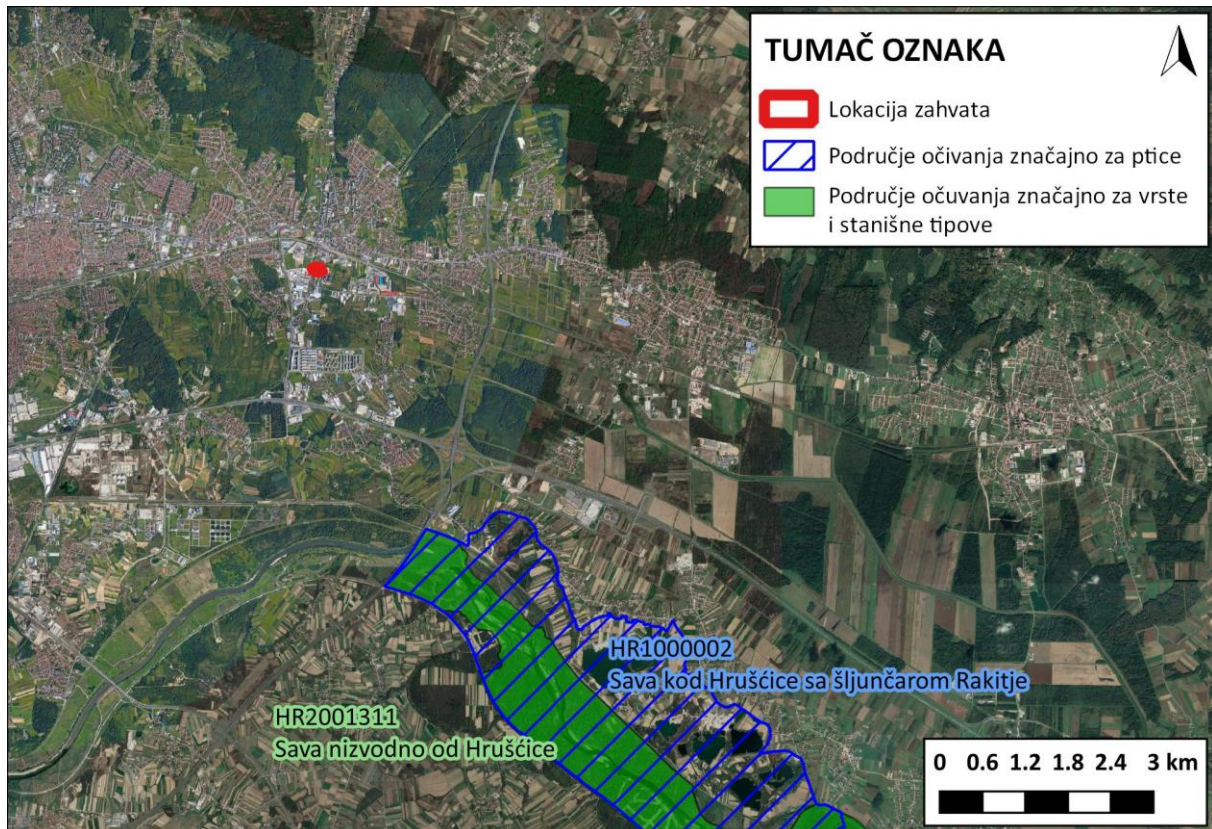 TUMAČ OZNAKA
Lokacija zahvata
Područje očivanja značajno za ptice
Područje očuvanja značajno za vrste
i stanišne tipove
HR1000002
Sava kod Hrušćice sa šljunčarom Rakitje
HR2001311
Sava nizvodno od Hrušćice
0 0.6 1.2 1.8 2.4 3 km